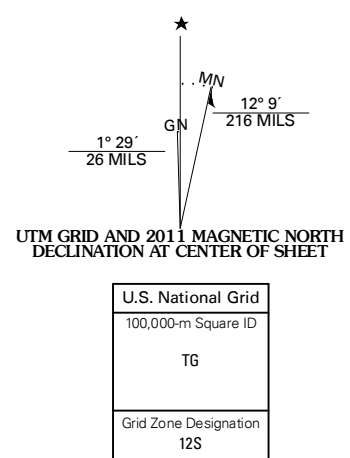 ★
MN
GN
12° 9´
216 MILS
1° 29´
26 MILS
UTM GRID AND 2011 MAGNETIC NORTH
DECLINATION AT CENTER OF SHEET
U.S. National Grid
100,000-m Square ID
TG
Grid Zone Designation
12S